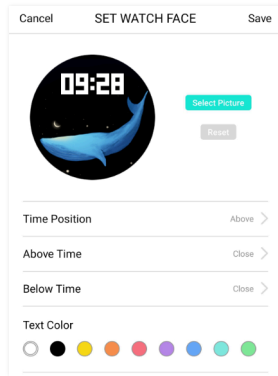 Cancel SET WATCH FACE Save
09:28
Select Picture
Reset
Time Position Above
Above Time Close
Below Time Close
Text Color